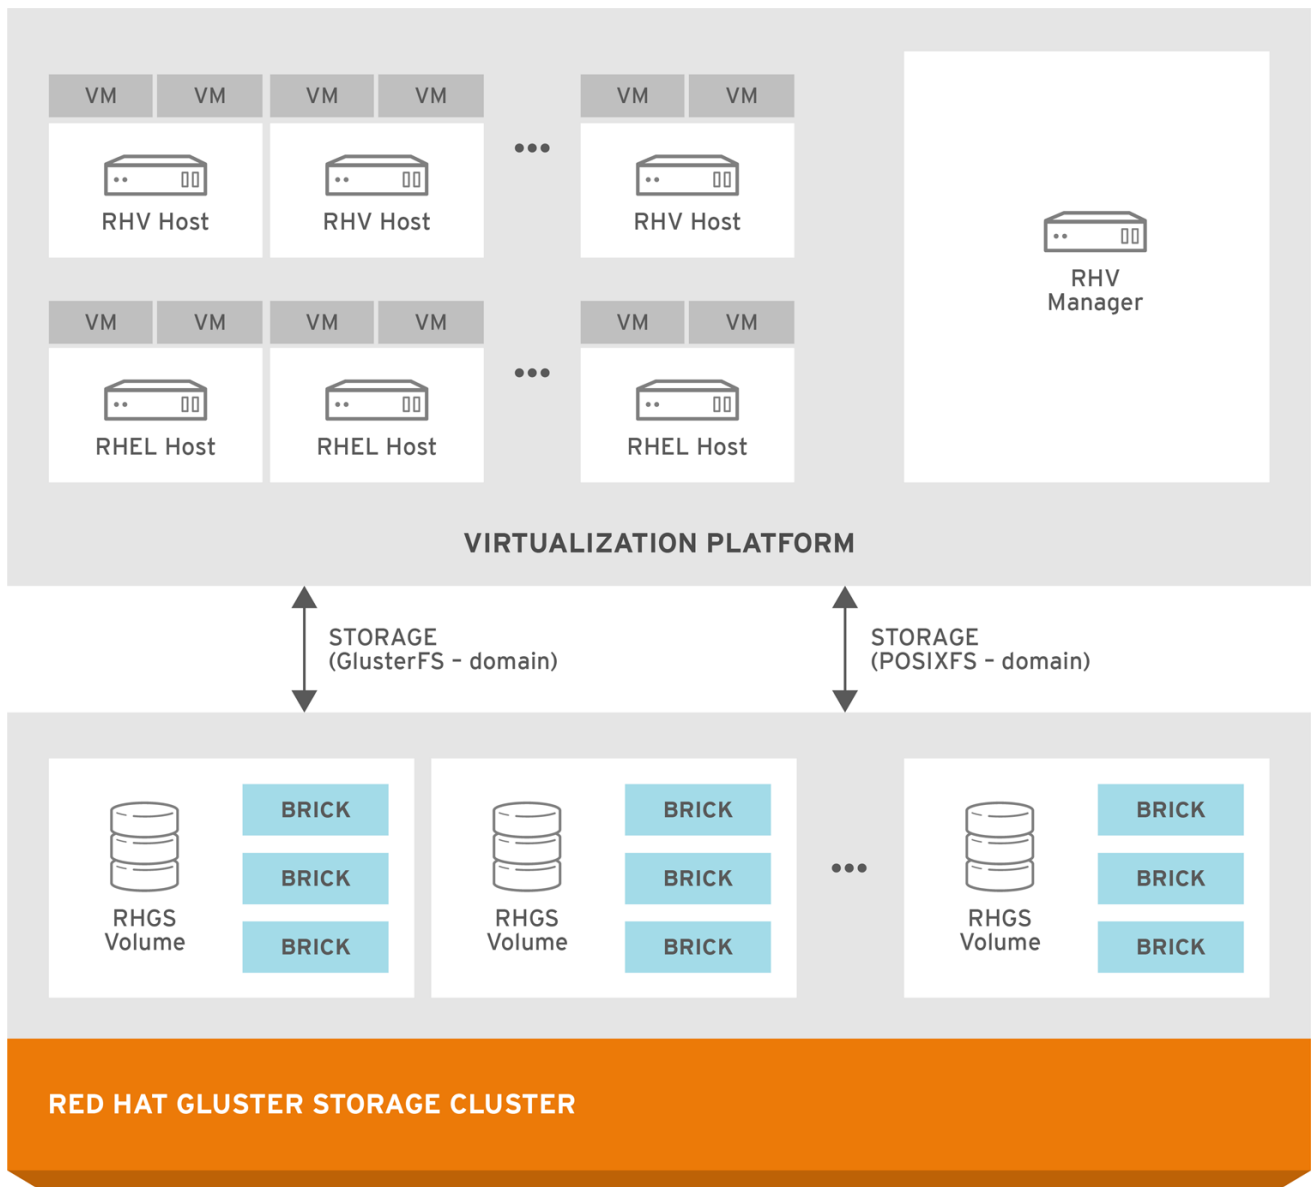 VM VM VM VM VM VM
RHV Host RHV Host RHV Host
RHV
Manager
VM VM VM VM VM VM
RHEL Host RHEL Host RHEL Host
VIRTUALIZATION PLATFORM
STORAGE
(GlusterFS – domain)
STORAGE
(POSIXFS – domain)
RHGS
Volume
BRICK
BRICK
BRICK
RHGS
Volume
BRICK
BRICK
BRICK
RHGS
Volume
BRICK
BRICK
BRICK
RED HAT GLUSTER STORAGE CLUSTER